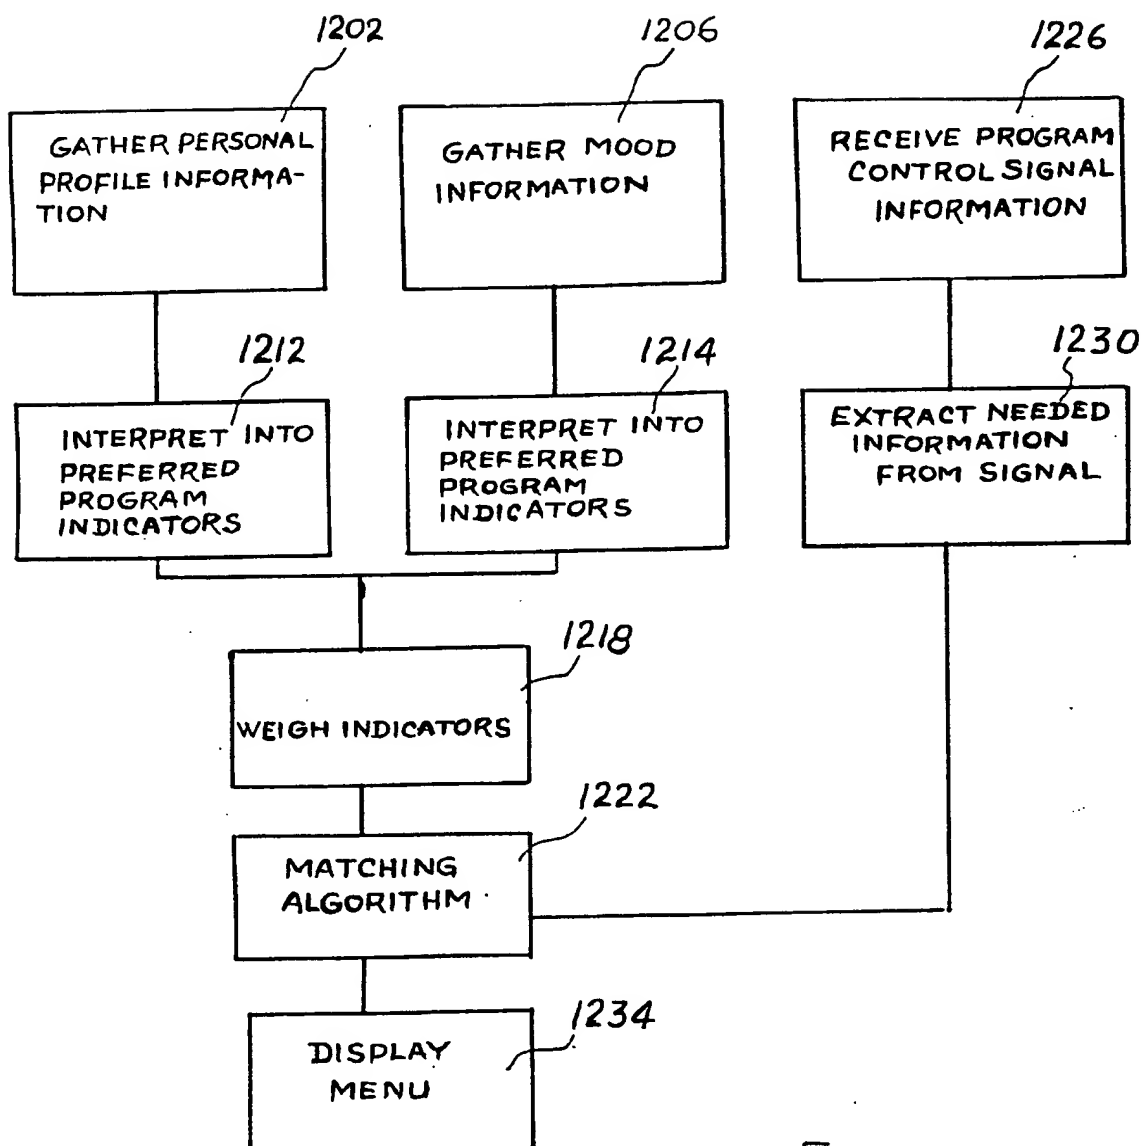 1202
GATHER PERSONAL
PROFILE INFORMA-
TION
1206
GATHER MOOD
INFORMATION
1226
RECEIVE PROGRAM
CONTROL SIGNAL
INFORMATION
1212
INTERPRET INTO
PREFERRED
PROGRAM
INDICATORS
1214
INTERPRET INTO
PREFERRED
PROGRAM
INDICATORS
1230
EXTRACT NEEDED
INFORMATION
FROM SIGNAL
1218
WEIGH INDICATORS
1222
MATCHING
ALGORITHM
1234
DISPLAY
MENU